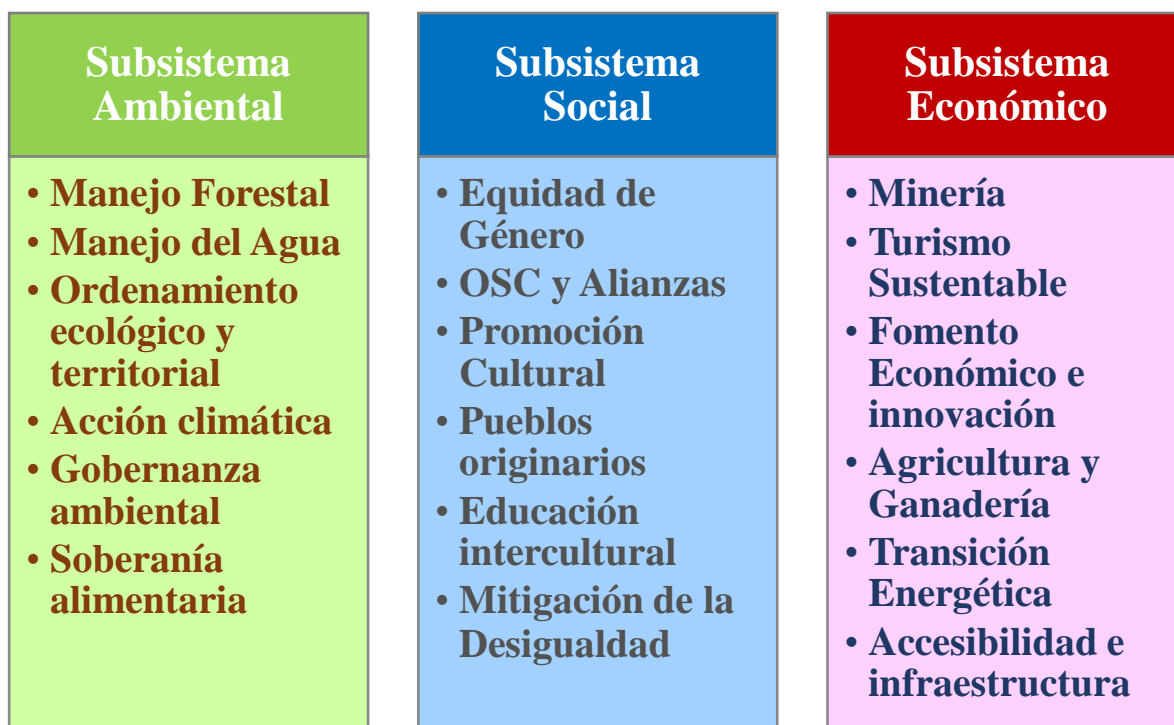 Subsistema
Ambiental
• Manejo Forestal
• Manejo del Agua
• Ordenamiento
ecológico y
territorial
• Acción climática
• Gobernanza
ambiental
• Soberanía
alimentaria
Subsistema
Social
• Equidad de
Género
• OSC y Alianzas
• Promoción
Cultural
• Pueblos
originarios
• Educación
intercultural
• Mitigación de la
Desigualdad
Subsistema
Económico
• Minería
• Turismo
Sustentable
• Fomento
Económico e
innovación
• Agricultura y
Ganadería
• Transición
Energética
• Accesibilidad e
infraestructura